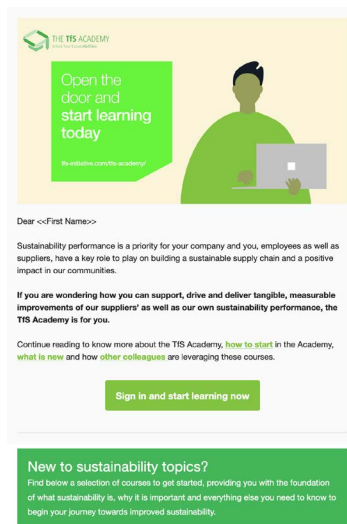 THE TfS ACADEMY
Open the
door and
start learning
today
tfs-initiative.com/tfs-academy/
Dear <<First Name>>
Sustainability performance is a priority for your company and you, employees as well as
suppliers, have a key role to play on building a sustainable supply chain and a positive
impact in our communities.
If you are wondering how you can support, drive and deliver tangible, measurable
improvements of our suppliers' as well as our own sustainability performance, the
TfS Academy is for you.
Continue reading to know more about the TfS Academy, how to start in the Academy,
what is new and how other colleagues are leveraging these courses.
Sign in and start learning now
New to sustainability topics?
Find below a selection of courses to get started, providing you with the foundation
of what sustainability is, why it is important and everything else you need to know to
begin your journey towards improved sustainability.